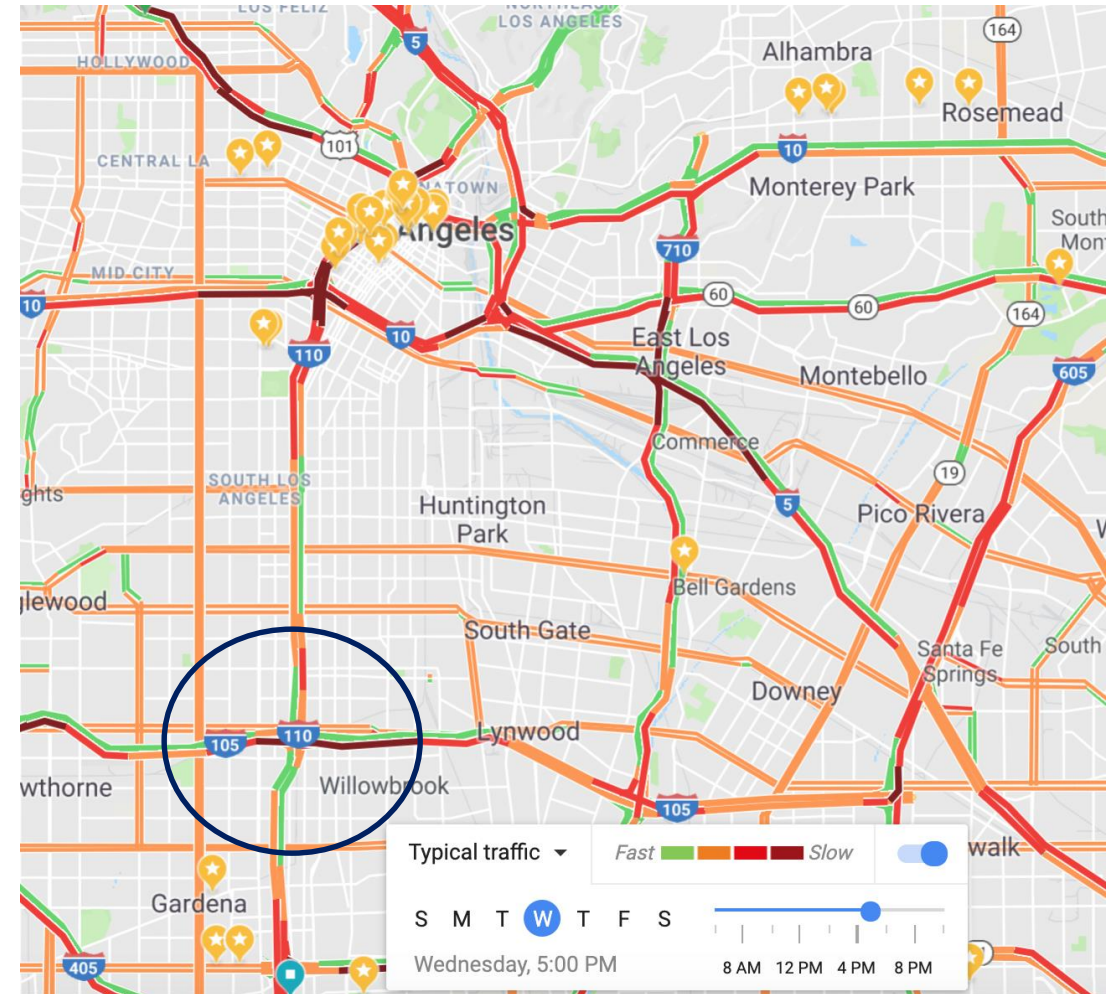 LOS FELIZ
NORTHEAST
LOS ANGELES
5
164
HOLLYWOOD
Alhambra
Rosemead
101
CENTRAL LA
10
Monterey Park
Angeles
South
710
MID CITY
10
60
60
164
10
110
East Los
Angeles
Montebello
605
Commerce
19
SOUTH LOS
ANGELES
ghts
Huntington
Park
5
Pico Rivera
Bell Gardens
glewood
South Gate
Santa Fe
Springs
South
Downey
105
110
Lynwood
wthorne
Willowbrook
105
walk
Typical traffic
Fast
Slow
Gardena
S M T W T F S
Wednesday, 5:00 PM
8 AM 12 PM 4 PM 8 PM
405